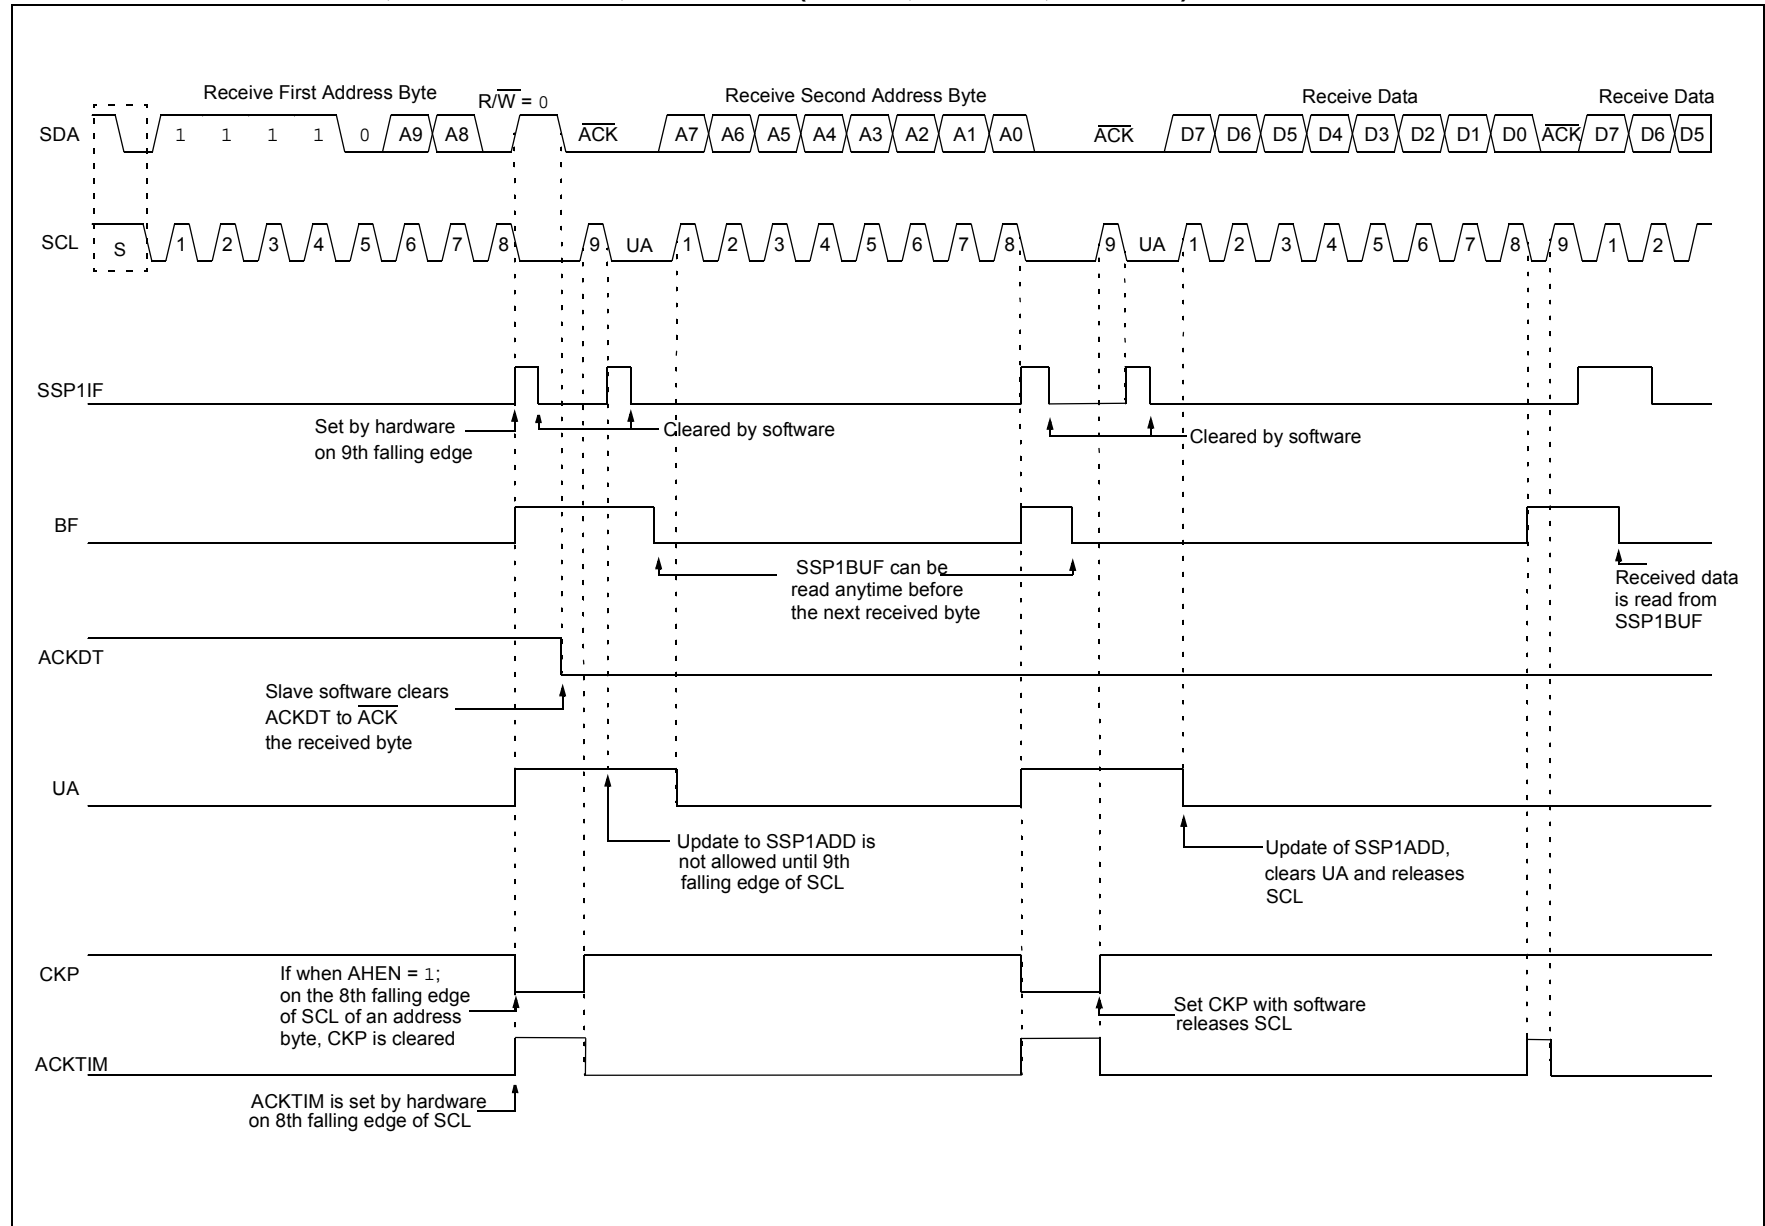 Receive First Address Byte
R/W = 0
Receive Second Address Byte
Receive Data
Receive Data
SDA
1 1 1 1 0 A9 A8 ACK A7 A6 A5 A4 A3 A2 A1 A0 ACK D7 D6 D5 D4 D3 D2 D1 D0 ACK D7 D6 D5
SCL
S 1 2 3 4 5 6 7 8 9 UA 1 2 3 4 5 6 7 8 9 UA 1 2 3 4 5 6 7 8 9 1 2
SSP1IF
Set by hardware
on 9th falling edge
Cleared by software
Cleared by software
BF
SSP1BUF can be
read anytime before
the next received byte
Received data
is read from
SSP1BUF
ACKDT
Slave software clears
ACKDT to ACK
the received byte
UA
Update to SSP1ADD is
not allowed until 9th
falling edge of SCL
Update of SSP1ADD,
clears UA and releases
SCL
CKP
If when AHEN = 1;
on the 8th falling edge
of SCL of an address
byte, CKP is cleared
Set CKP with software
releases SCL
ACKTIM
ACKTIM is set by hardware
on 8th falling edge of SCL